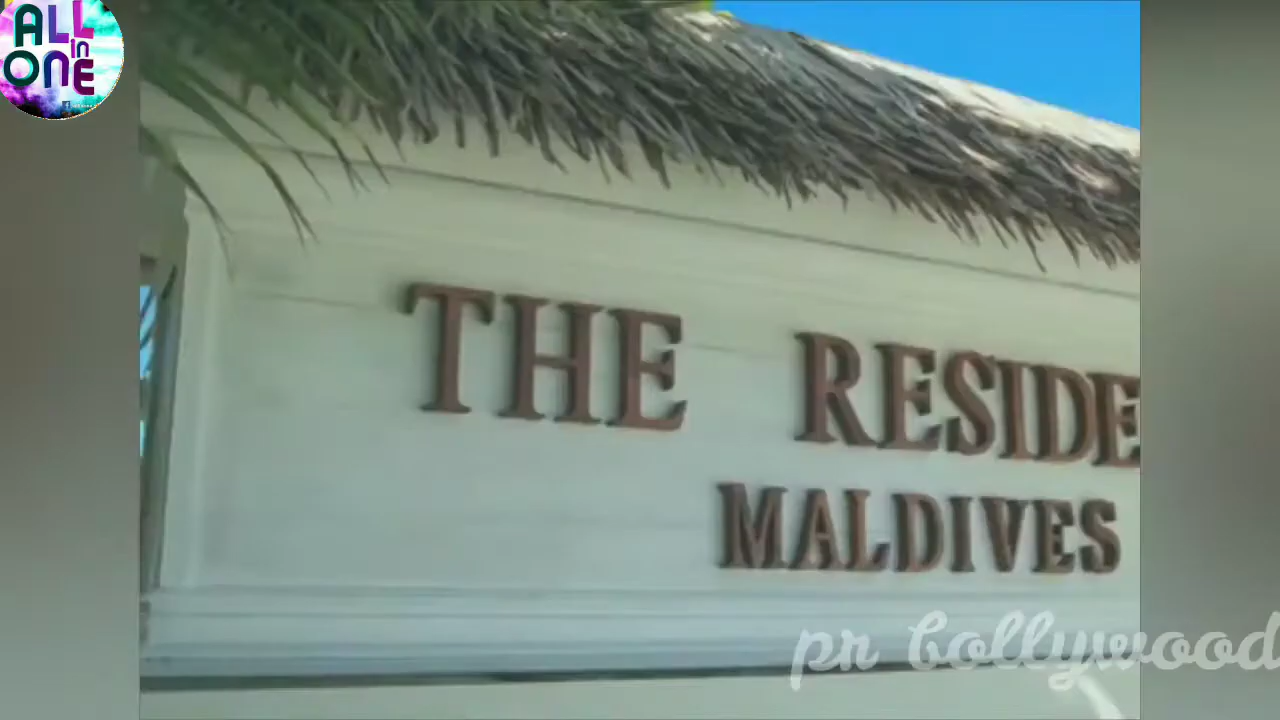 ALL
in
ONE
THE RESIDE
MALDIVES
pr bollywood